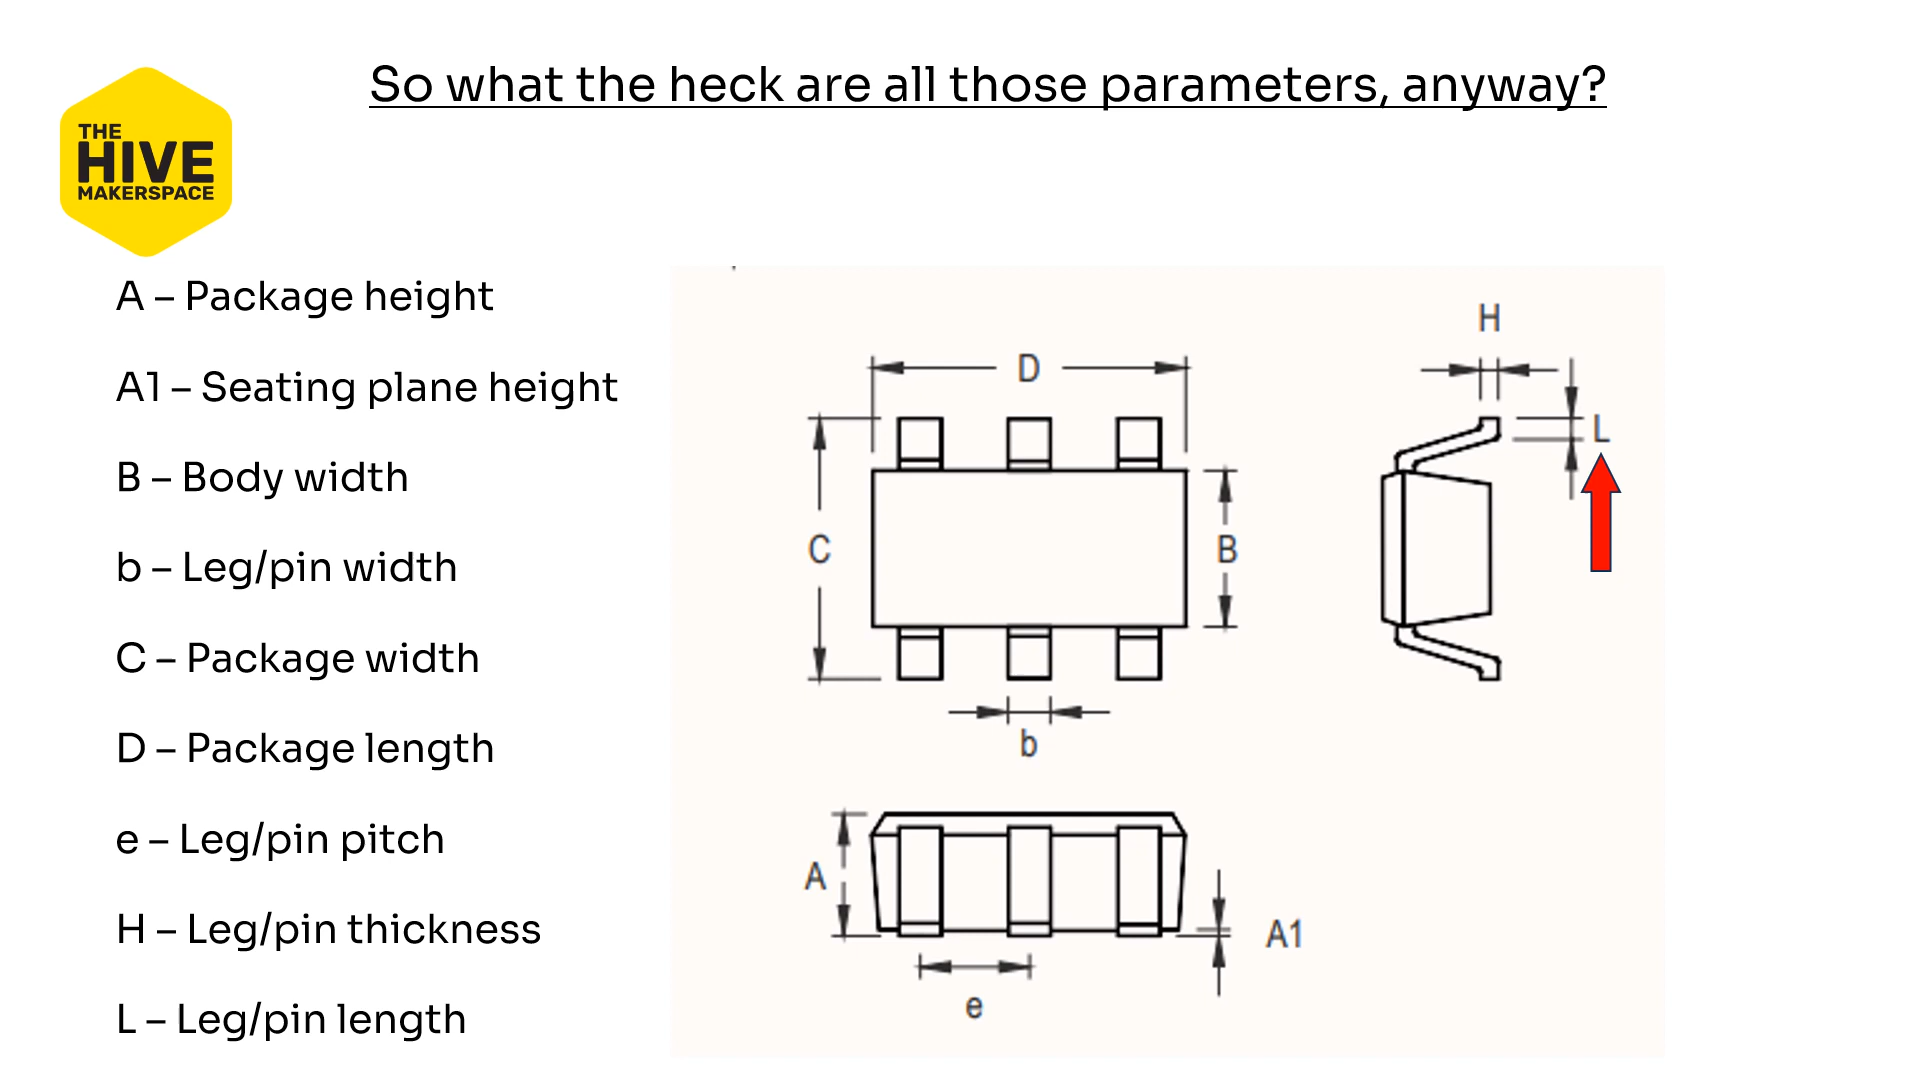 So what the heck are all those parameters, anyway?
THE
HIVE
MAKERSPACE
A – Package height
A1 – Seating plane height
B – Body width
b – Leg/pin width
C – Package width
D – Package length
e – Leg/pin pitch
H – Leg/pin thickness
L – Leg/pin length
H
D
L
C
B
b
A
A1
e